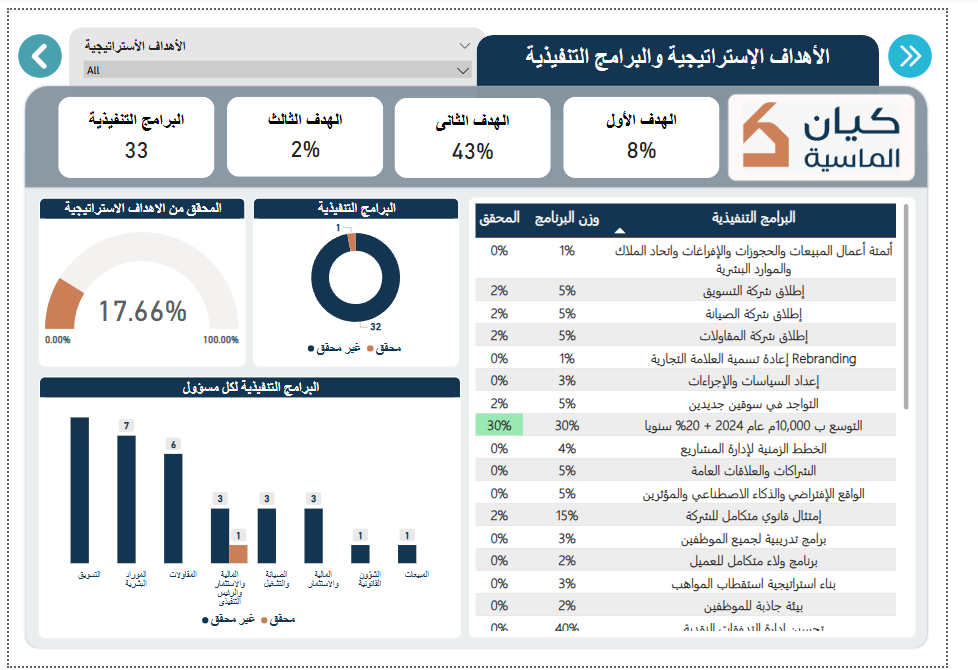 الأهداف الإستراتيجية والبرامج التنفيذية
الأهداف الأستراتيجية
All
كيان
الماسية
الهدف الأول
8%
الهدف الثانى
43%
الهدف الثالث
2%
البرامج التنفيذية
33
البرامج التنفيذية وزن البرنامج المحقق
أتمتة أعمال المبيعات والحجوزات والإفراغات واتحاد الملاك 1% 0%
والموارد البشرية
إطلاق شركة التسويق 5% 2%
إطلاق شركة الصيانة 5% 2%
إطلاق شركة المقاولات 5% 2%
Rebranding إعادة تسمية العلامة التجارية 1% 0%
إعداد السياسات والإجراءات 3% 0%
التواجد في سوقين جديدين 5% 2%
التوسع ب 10,000م عام 2024 + 20% سنويا 30% 30%
الخطط الزمنية لإدارة المشاريع 4% 0%
الشراكات والعلاقات العامة 5% 0%
الواقع الإفتراضي والذكاء الاصطناعي والمؤثرين 5% 0%
إمتثال قانوني متكامل للشركة 15% 2%
برامج تدريبية لجميع الموظفين 3% 0%
برنامج ولاء متكامل للعميل 2% 0%
بناء استراتيجية استقطاب المواهب 3% 0%
بيئة جاذبة للموظفين 2% 0%
تحسين إدارة التدفقات النقدية 40% 0%
البرامج التنفيذية
1
32
محقق غير محقق
المحقق من الاهداف الاستراتيجية
17.66%
0.00%
100.00%
البرامج التنفيذية لكل مسؤول
7
6
3
1
3
3
1
1
التسويق
الموراد
البشرية
المقاولات
المالية
والاستثمار
والرئيس
التنفيذى
الصيانة
والتشغيل
المالية
والاستثمار
الشؤون
القانونية
المبيعات
محقق غير محقق